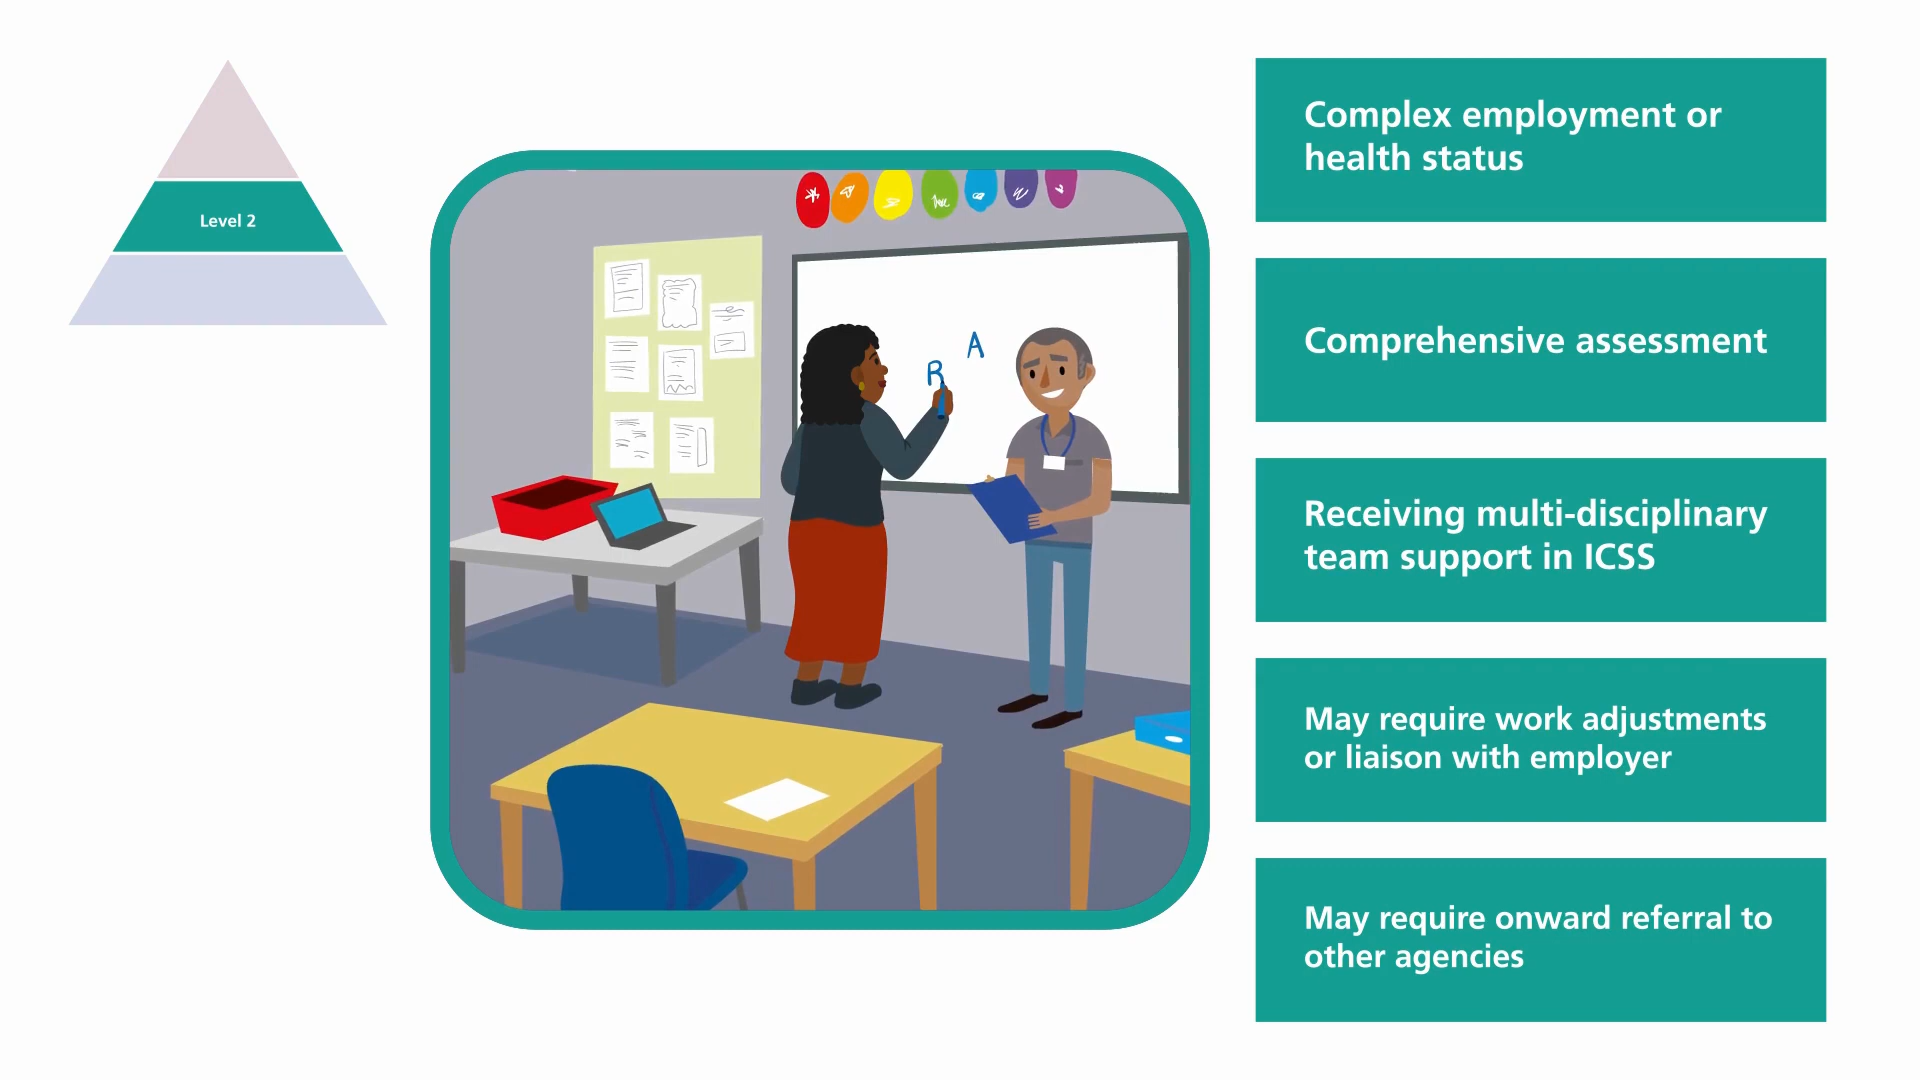 Level 2
R
A
Complex employment or
health status
Comprehensive assessment
Receiving multi-disciplinary
team support in ICSS
May require work adjustments
or liaison with employer
May require onward referral to
other agencies